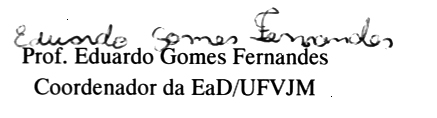 Eduardo Gomes Fernandes
Prof. Eduardo Gomes Fernandes
Coordenador da EaD/UFVJM